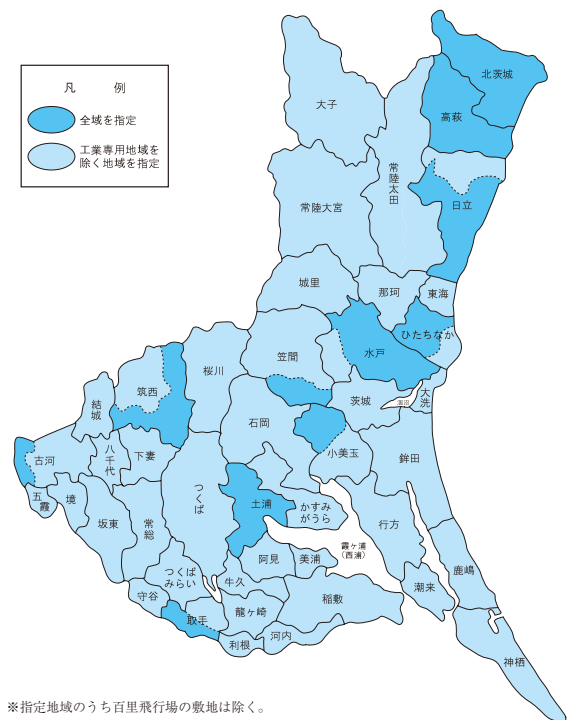 凡 例
全域を指定
工業専用地域を
除く地域を指定
北茨城
大子
高萩
常陸太田
日立
常陸大宮
城里
那珂
東海
ひたちなか
水戸
笠間
桜川
筑西
結城
茨城
大洗
涸沼
石岡
小美玉
鉾田
古河
八千代
下妻
つくば
五霞
境
坂東
常総
土浦
かすみ
がうら
行方
霞ヶ浦
(西浦)
阿見
美浦
つくば
みらい
牛久
稲敷
潮来
鹿嶋
守谷
取手
龍ヶ崎
利根
河内
神栖
※指定地域のうち百里飛行場の敷地は除く。